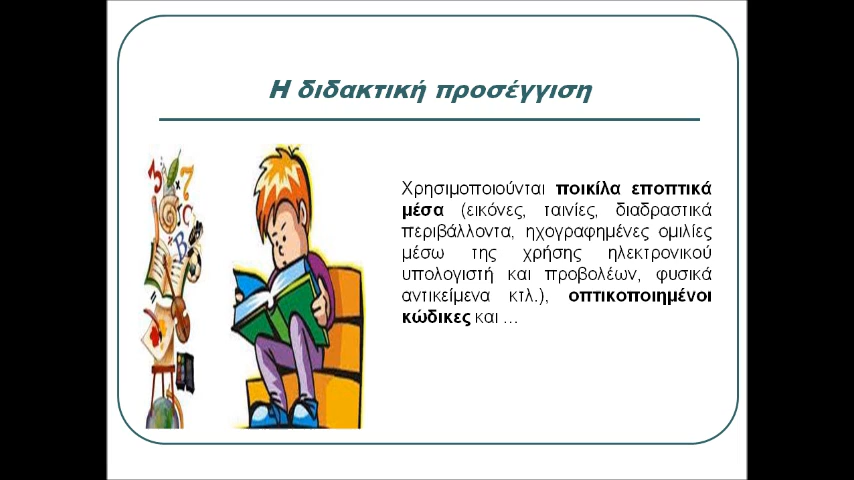 Η διδακτική προσέγγιση
Χρησιμοποιούνται ποικίλα εποπτικά
μέσα (εικόνες, ταινίες, διαδραστικά
περιβάλλοντα, ηχογραφημένες ομιλίες
μέσω της χρήσης ηλεκτρονικού
υπολογιστή και προβολέων, φυσικά
αντικείμενα κτλ.), οπτικοποιημένοι
κώδικες και ...